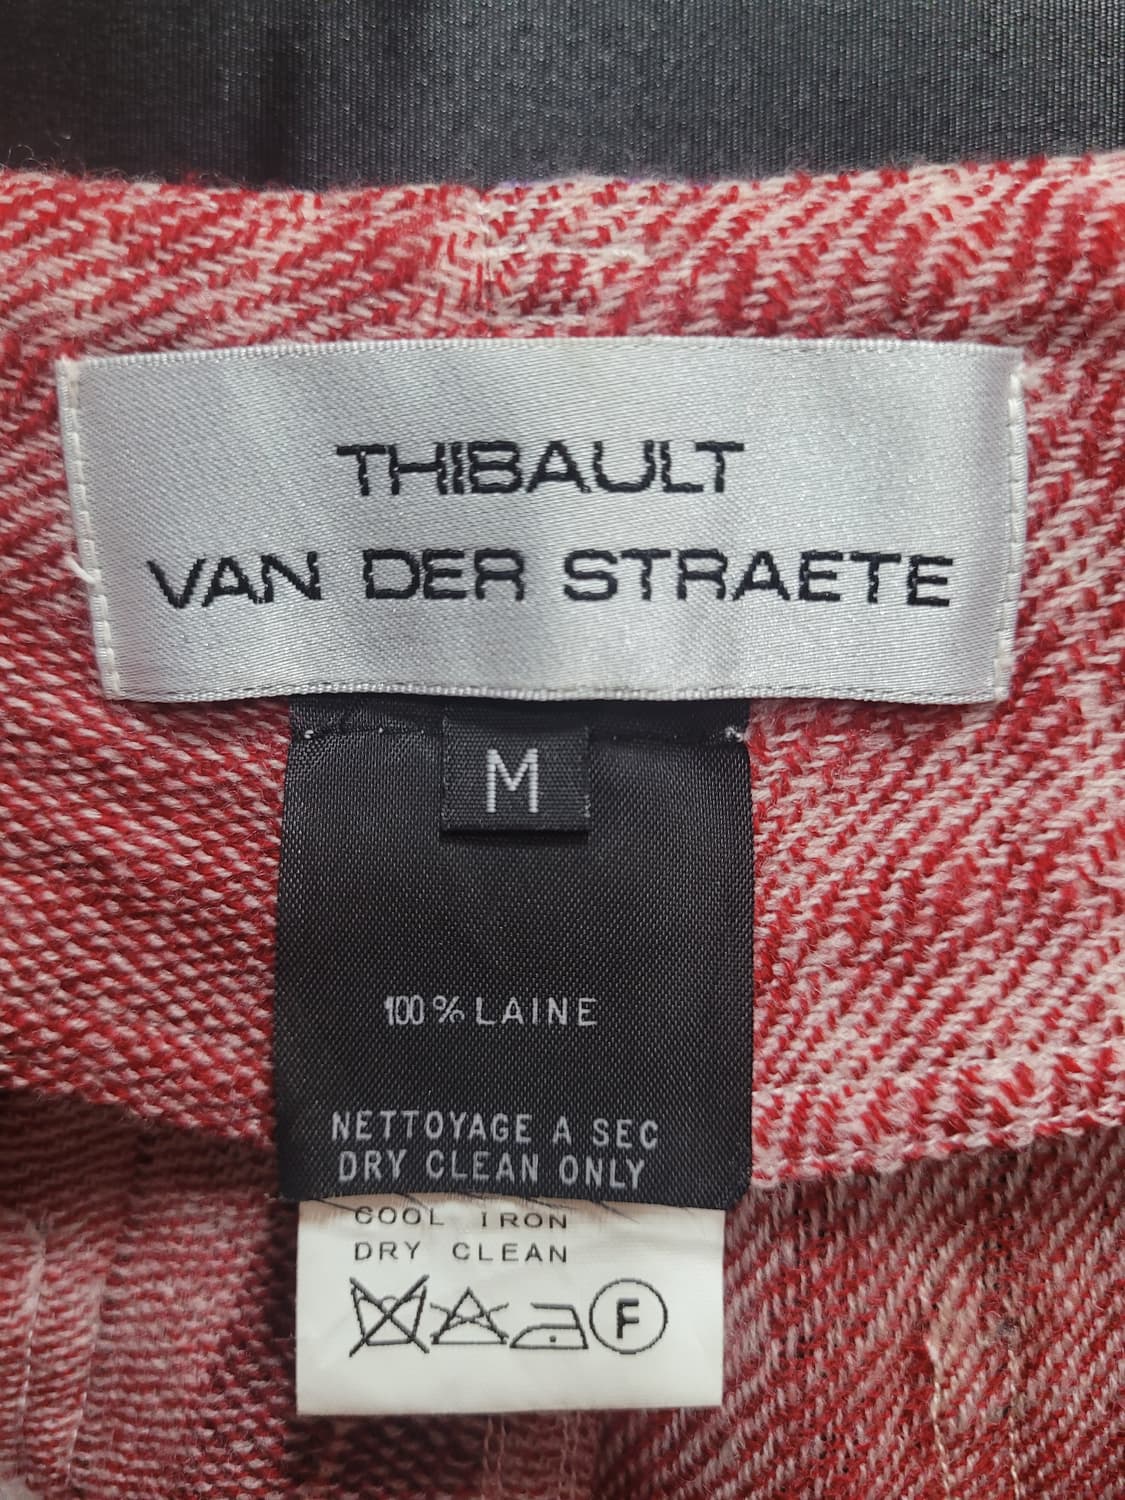 THIBAULT
VAN DER STRAETE
M
100% LAINE
NETTOYAGE A SEC
DRY CLEAN ONLY
COOL IRON
DRY CLEAN
F